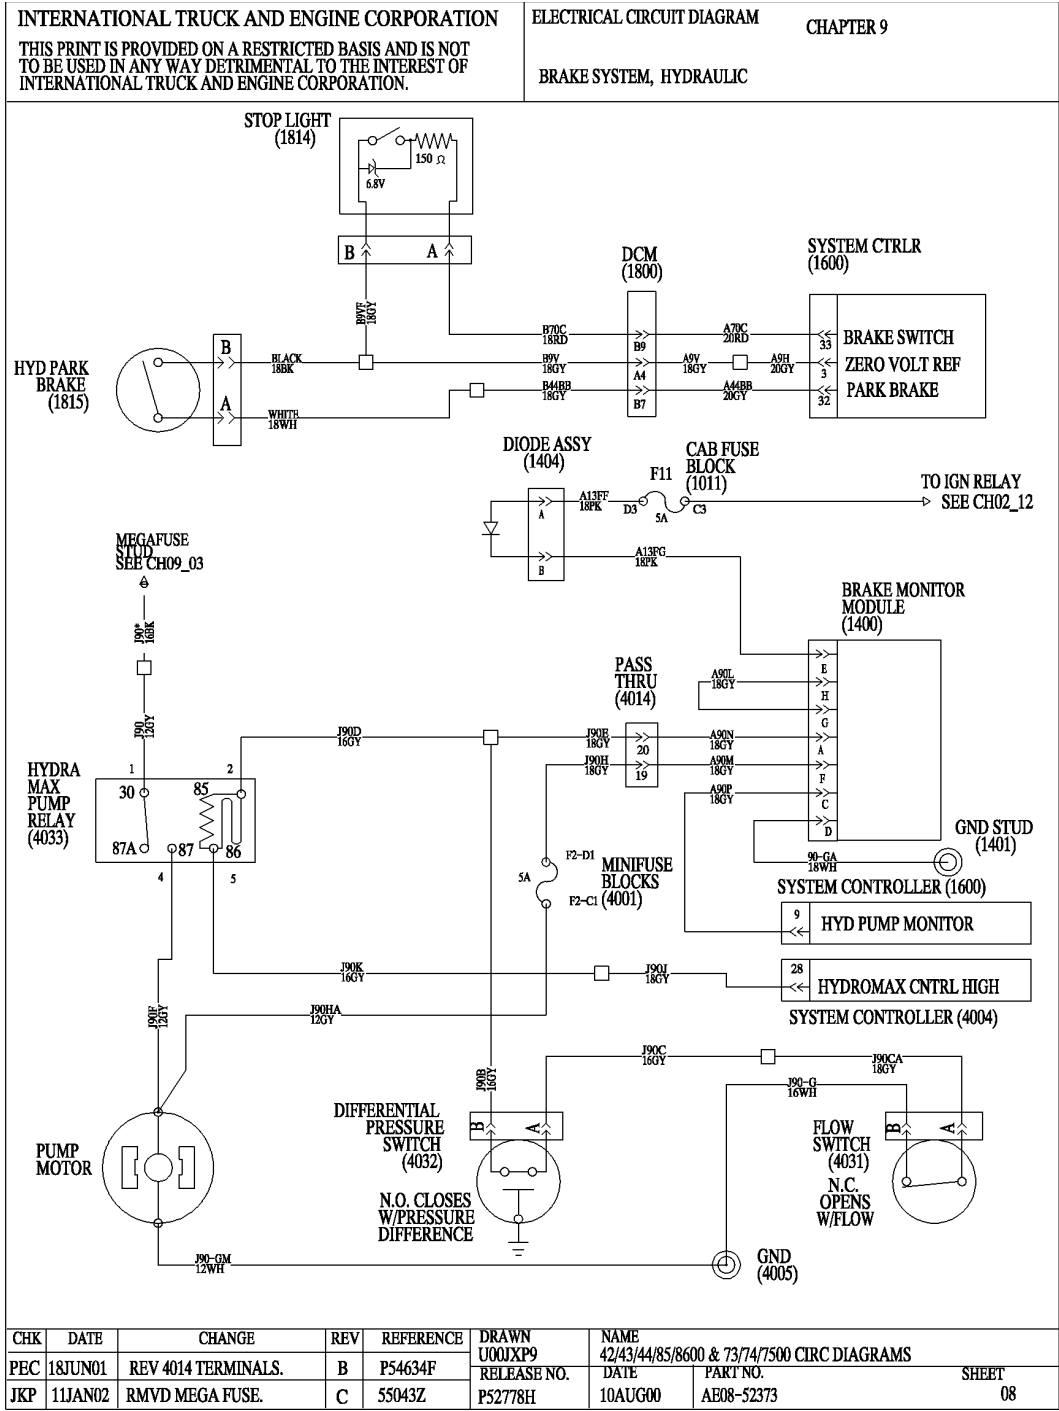 INTERNATIONAL TRUCK AND ENGINE CORPORATION
THIS PRINT IS PROVIDED ON A RESTRICTED BASIS AND IS NOT
TO BE USED IN ANY WAY DETRIMENTAL TO THE INTEREST OF
INTERNATIONAL TRUCK AND ENGINE CORPORATION.
ELECTRICAL CIRCUIT DIAGRAM
CHAPTER 9
BRAKE SYSTEM, HYDRAULIC
STOP LIGHT
(1814)
150 Ω
6.8V
B
A
B9VF
18GY
DCM
(1800)
SYSTEM CTRLR
(1600)
B70C
18RD
B9
A70C
20RD
33
BRAKE SWITCH
HYD PARK
BRAKE
(1815)
B
A
BLACK
18BK
WHITE
18WH
B9V
18GY
A4
A9V
18GY
A9H
20GY
3
ZERO VOLT REF
B44BB
18GY
B7
A44BB
20GY
32
PARK BRAKE
DIODE ASSY
(1404)
A
B
A13FF
18PK
D3
F11
5A
C3
CAB FUSE
BLOCK
(1011)
TO IGN RELAY
SEE CH02_12
A13FG
18PK
MEGAFUSE
STUD
SEE CH09_03
J90*
16BK
J90
12GY
BRAKE MONITOR
MODULE
(1400)
E
H
G
A
F
C
D
PASS
THRU
(4014)
20
19
A90L
18GY
J90D
16GY
J90E
18GY
A90N
18GY
J90H
18GY
A90M
18GY
A90P
18GY
HYDRA
MAX
PUMP
RELAY
(4033)
1
2
30
85
87A
87
86
4
5
GND STUD
(1401)
90-GA
18WH
5A
F2-D1
F2-C1
MINIFUSE
BLOCKS
(4001)
SYSTEM CONTROLLER (1600)
9
HYD PUMP MONITOR
28
HYDROMAX CNTRL HIGH
SYSTEM CONTROLLER (4004)
J90K
16GY
J90J
18GY
J90F
12GY
J90HA
12GY
J90B
16GY
J90C
16GY
J90CA
18GY
J90-G
16WH
DIFFERENTIAL
PRESSURE
SWITCH
(4032)
N.O. CLOSES
W/PRESSURE
DIFFERENCE
B
A
FLOW
SWITCH
(4031)
N.C.
OPENS
W/FLOW
B
A
PUMP
MOTOR
J90-GM
12WH
GND
(4005)
CHK DATE CHANGE REV REFERENCE
PEC 18JUN01 REV 4014 TERMINALS. B P54634F
JKP 11JAN02 RMVD MEGA FUSE. C 55043Z
DRAWN
U00JXP9
RELEASE NO.
P52778H
NAME
42/43/44/85/8600 & 73/74/7500 CIRC DIAGRAMS
DATE
10AUG00
PART NO.
AE08-52373
SHEET
08